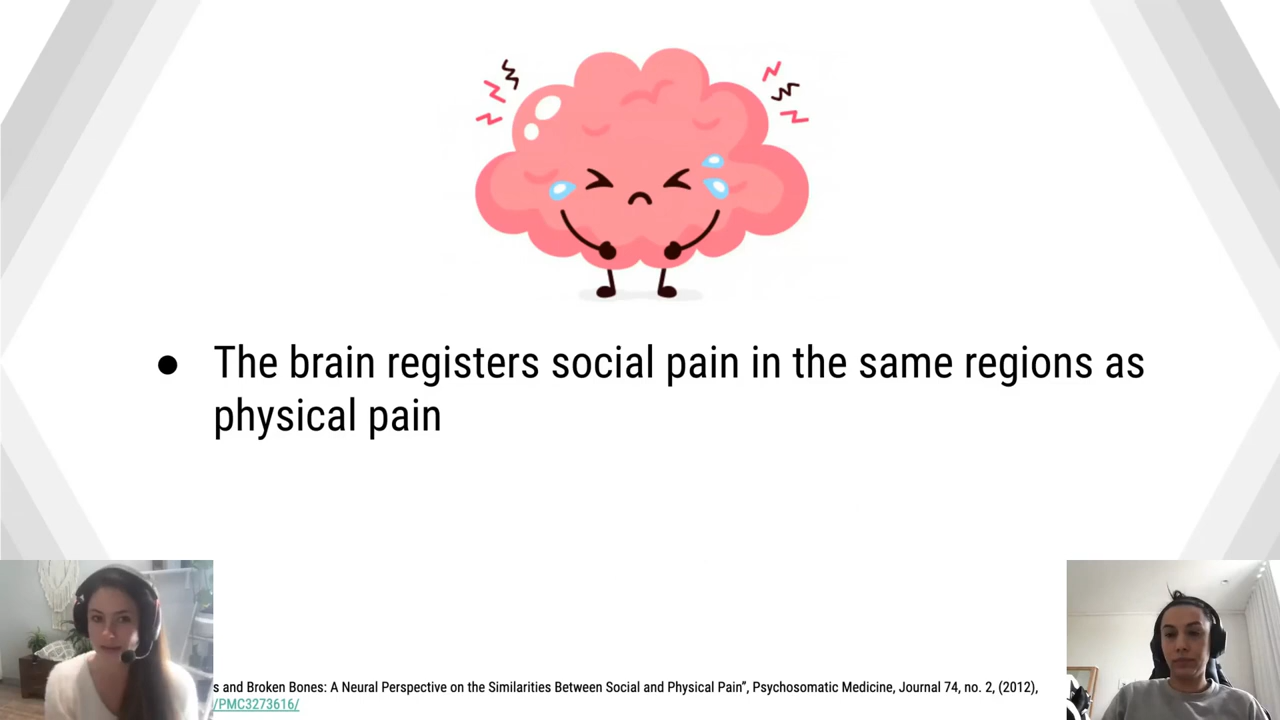 ● The brain registers social pain in the same regions as
physical pain
s and Broken Bones: A Neural Perspective on the Similarities Between Social and Physical Pain”, Psychosomatic Medicine, Journal 74, no. 2, (2012),
/PMC3273616/